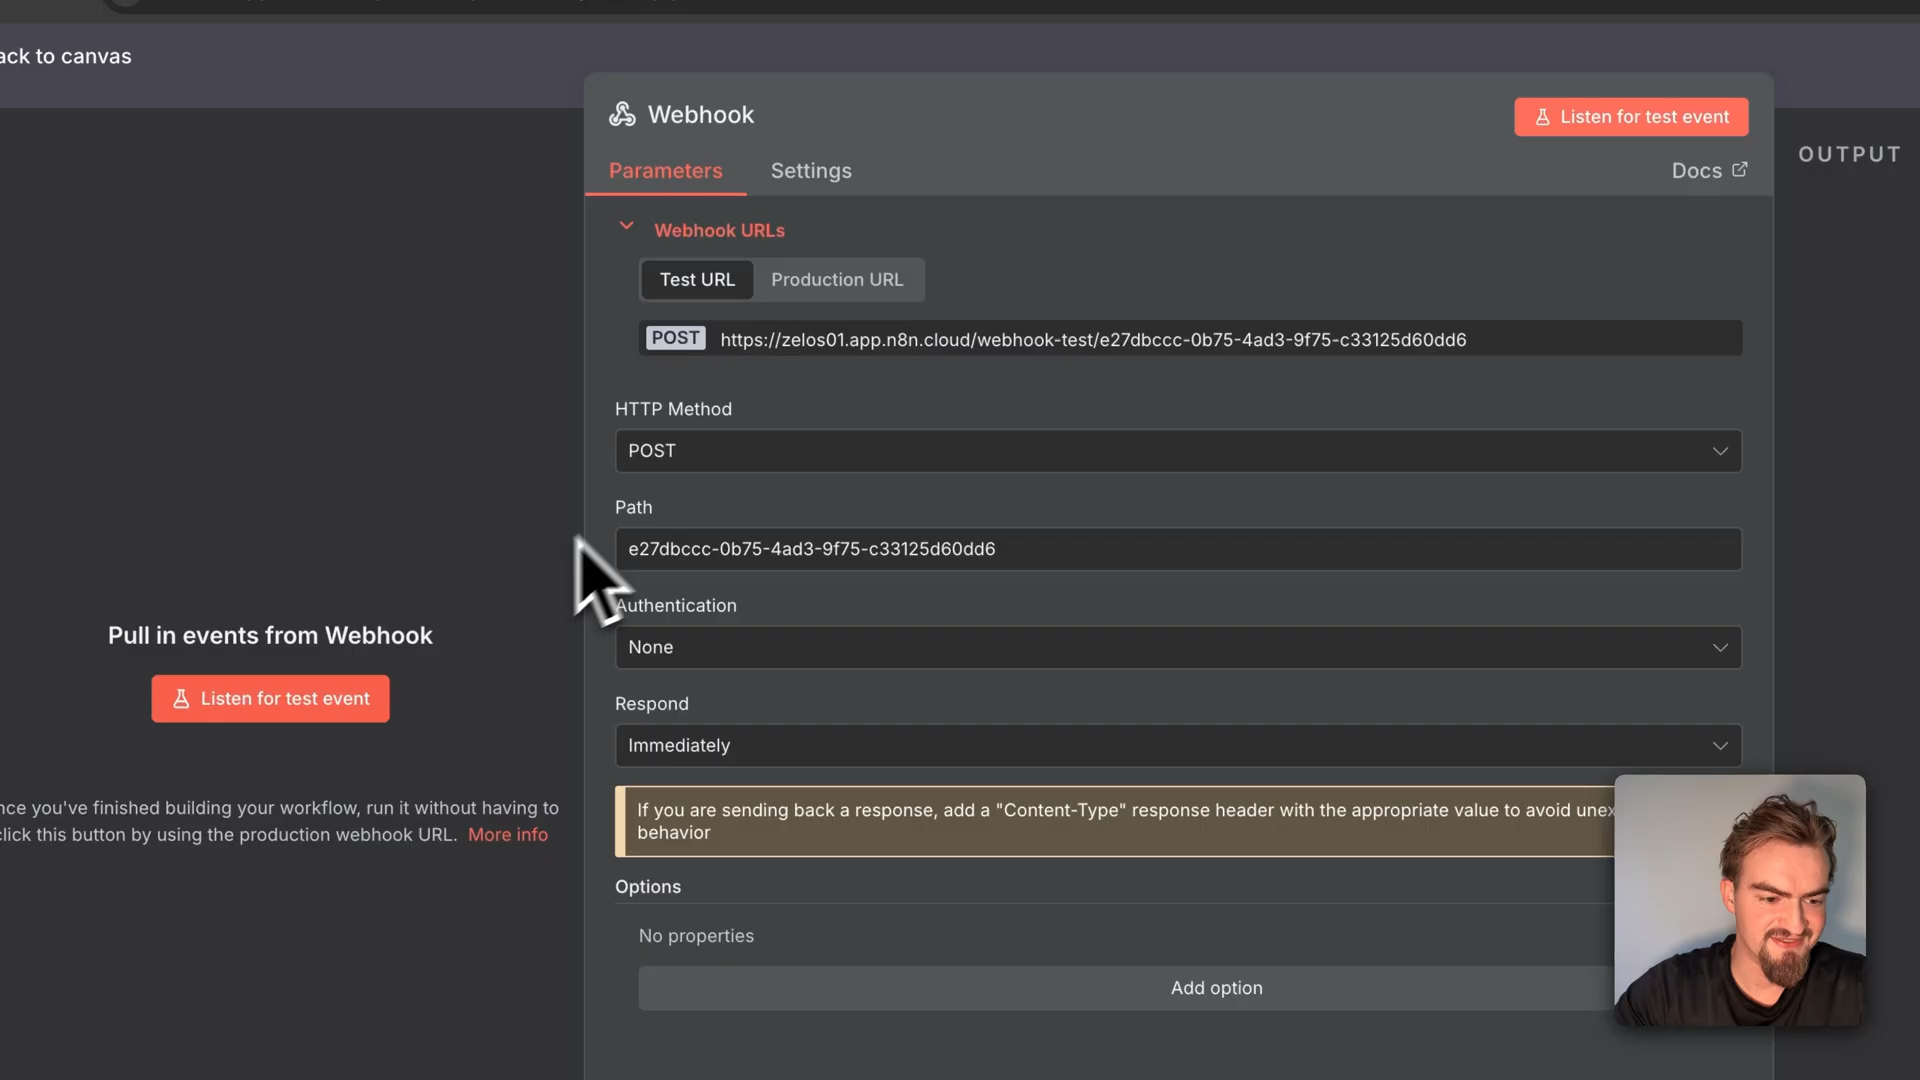 ack to canvas
Webhook
Listen for test event
OUTPUT
Parameters
Settings
Docs
Webhook URLs
Test URL
Production URL
POST
https://zelos01.app.n8n.cloud/webhook-test/e27dbccc-0b75-4ad3-9f75-c33125d60dd6
HTTP Method
POST
Path
e27dbccc-0b75-4ad3-9f75-c33125d60dd6
Authentication
None
Pull in events from Webhook
Listen for test event
nce you've finished building your workflow, run it without having to
click this button by using the production webhook URL. More info
Respond
Immediately
If you are sending back a response, add a "Content-Type" response header with the appropriate value to avoid unex
behavior
Options
No properties
Add option